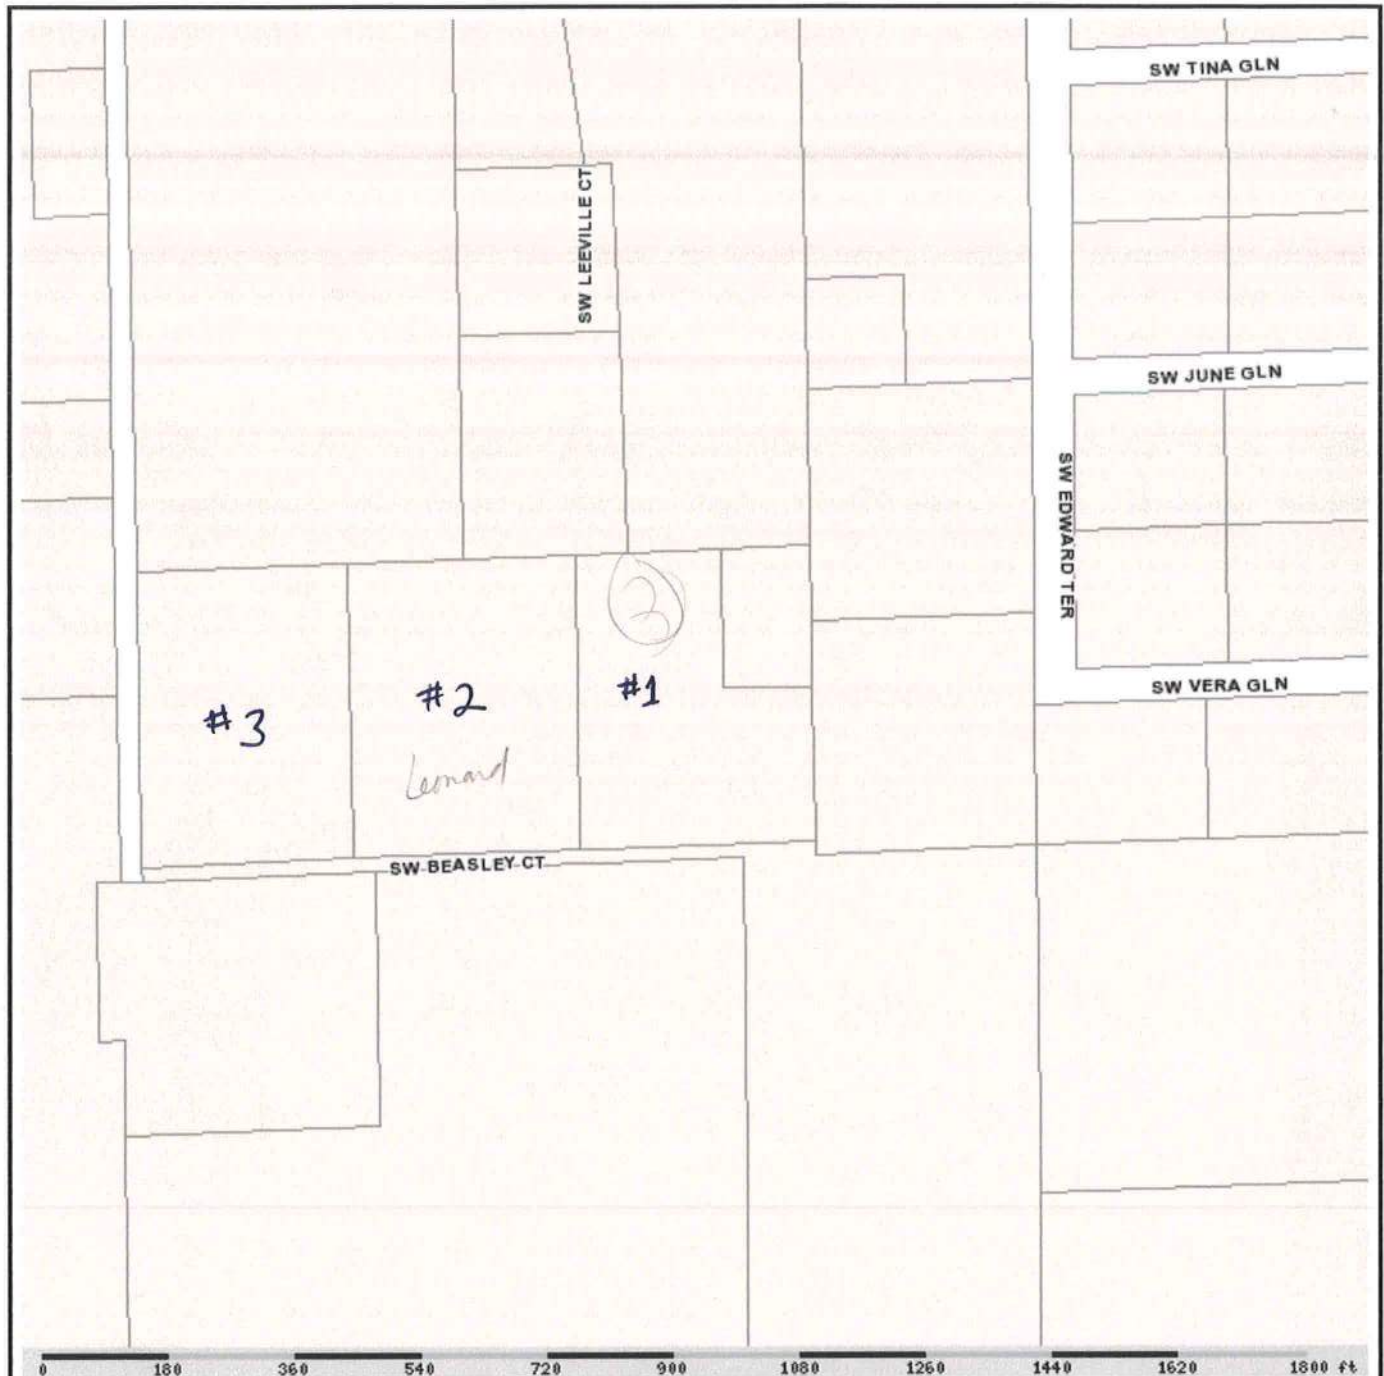 SW TINA GLN
SW LEEVILLE CT
SW JUNE GLN
SW EDWARD TER
3
SW VERA GLN
#1
#2
#3
Leonard
SW BEASLEY CT
0 180 360 540 720 900 1080 1260 1440 1620 1800 ft